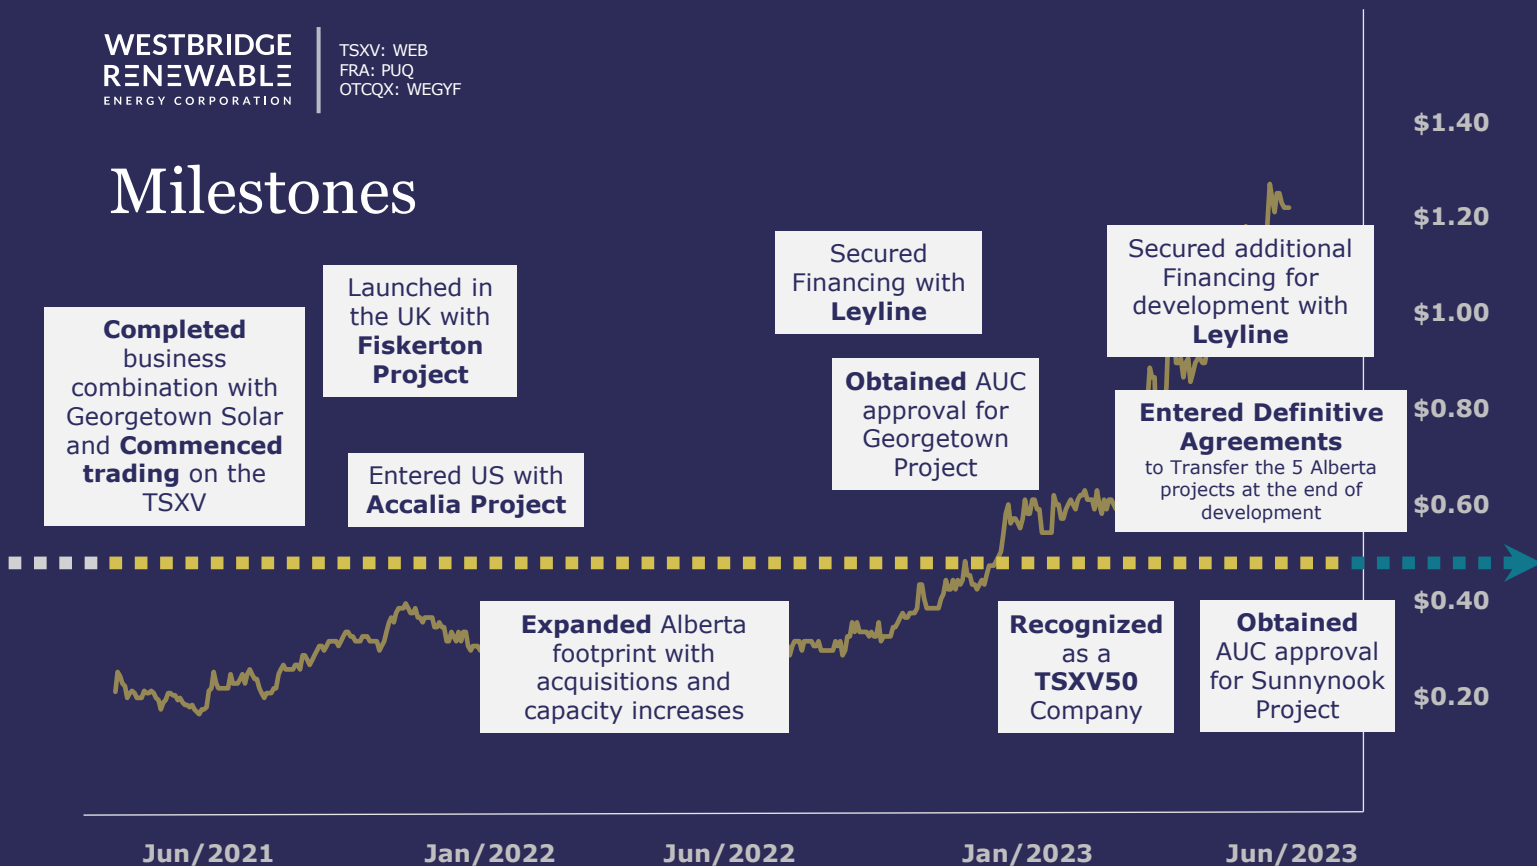 WESTBRIDGE
RENEWABLE
ENERGY CORPORATION
TSXV: WEB
FRA: PUQ
OTCQX: WEGYF
Milestones
Completed
business
combination with
Georgetown Solar
and Commenced
trading on the
TSXV
Launched in
the UK with
Fiskerton
Project
Entered US with
Accalia Project
Expanded Alberta
footprint with
acquisitions and
capacity increases
Secured
Financing with
Leyline
Obtained AUC
approval for
Georgetown
Project
Recognized
as a
TSXV50
Company
Secured additional
Financing for
development with
Leyline
Entered Definitive
Agreements
to Transfer the 5 Alberta
projects at the end of
development
Obtained
AUC approval
for Sunnynook
Project
$1.40
$1.20
$1.00
$0.80
$0.60
$0.40
$0.20
Jun/2021
Jan/2022
Jun/2022
Jan/2023
Jun/2023